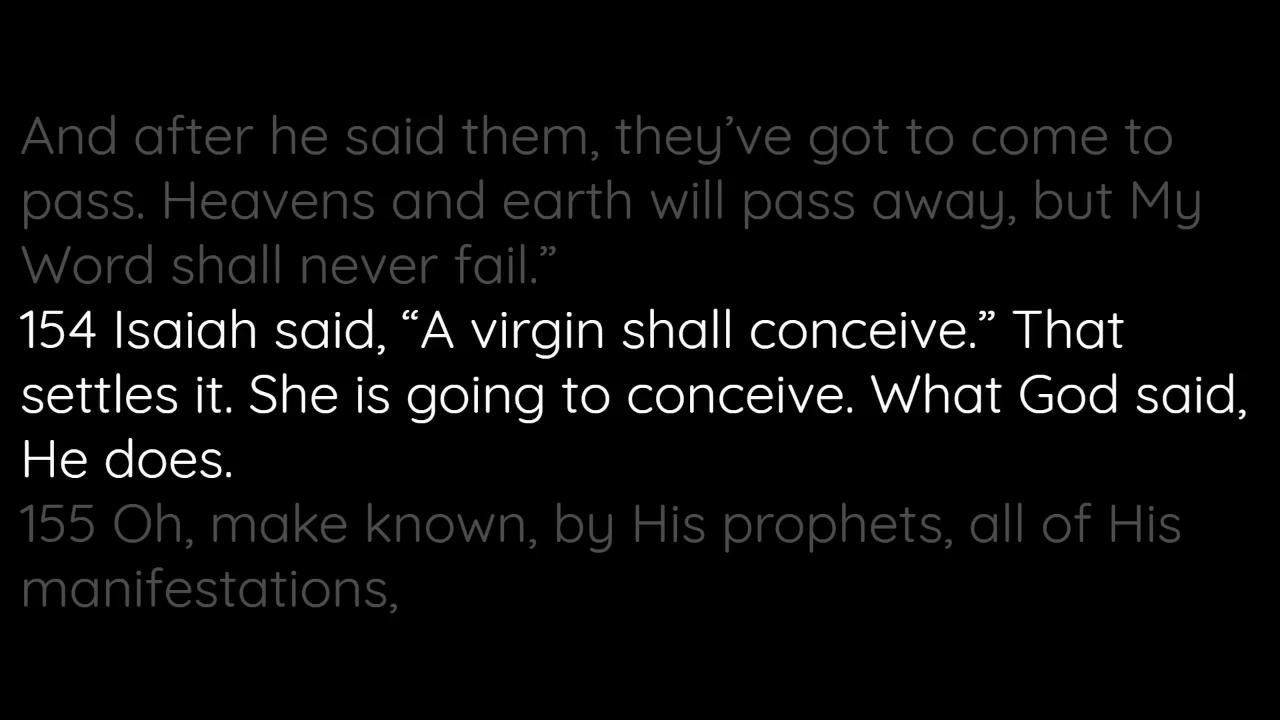 And after he said them, they’ve got to come to
pass. Heavens and earth will pass away, but My
Word shall never fail.”
154 Isaiah said, “A virgin shall conceive.” That
settles it. She is going to conceive. What God said,
He does.
155 Oh, make known, by His prophets, all of His
manifestations,